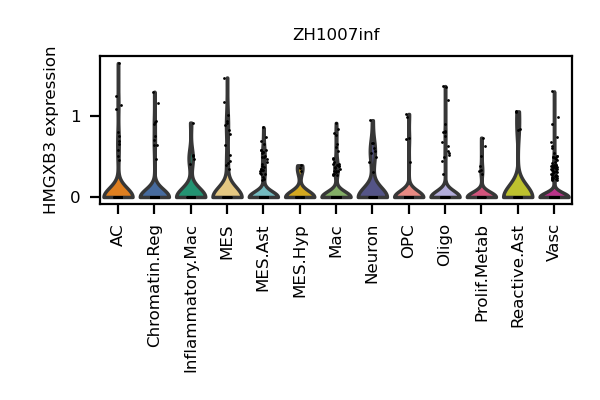 ZH1007inf
HMGXB3 expression
1
0
AC
Chromatin.Reg
Inflammatory.Mac
MES
MES.Ast
MES.Hyp
Mac
Neuron
OPC
Oligo
Prolif.Metab
Reactive.Ast
Vasc